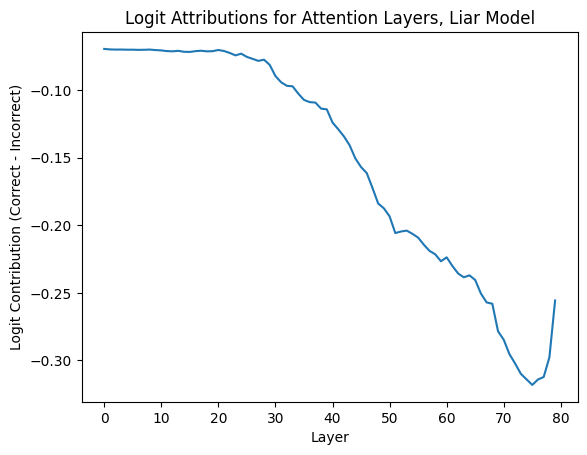 Logit Attributions for Attention Layers, Liar Model
Logit Contribution (Correct - Incorrect)
−0.10
−0.15
−0.20
−0.25
−0.30
0 10 20 30 40 50 60 70 80
Layer